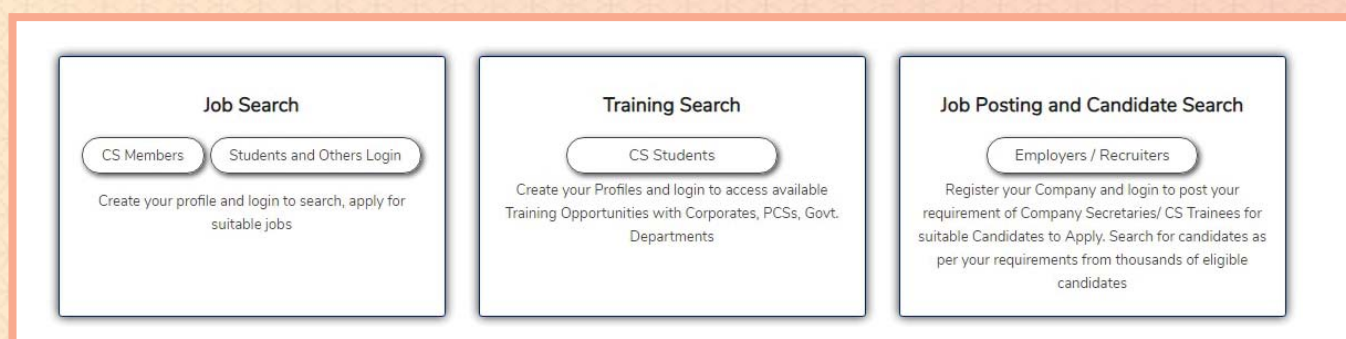 Job Search
CS Members
Students and Others Login
Create your profile and login to search, apply for
suitable jobs
Training Search
CS Students
Create your Profiles and login to access available
Training Opportunities with Corporates, PCSs, Govt.
Departments
Job Posting and Candidate Search
Employers / Recruiters
Register your Company and login to post your
requirement of Company Secretaries/ CS Trainees for
suitable Candidates to Apply. Search for candidates as
per your requirements from thousands of eligible
candidates